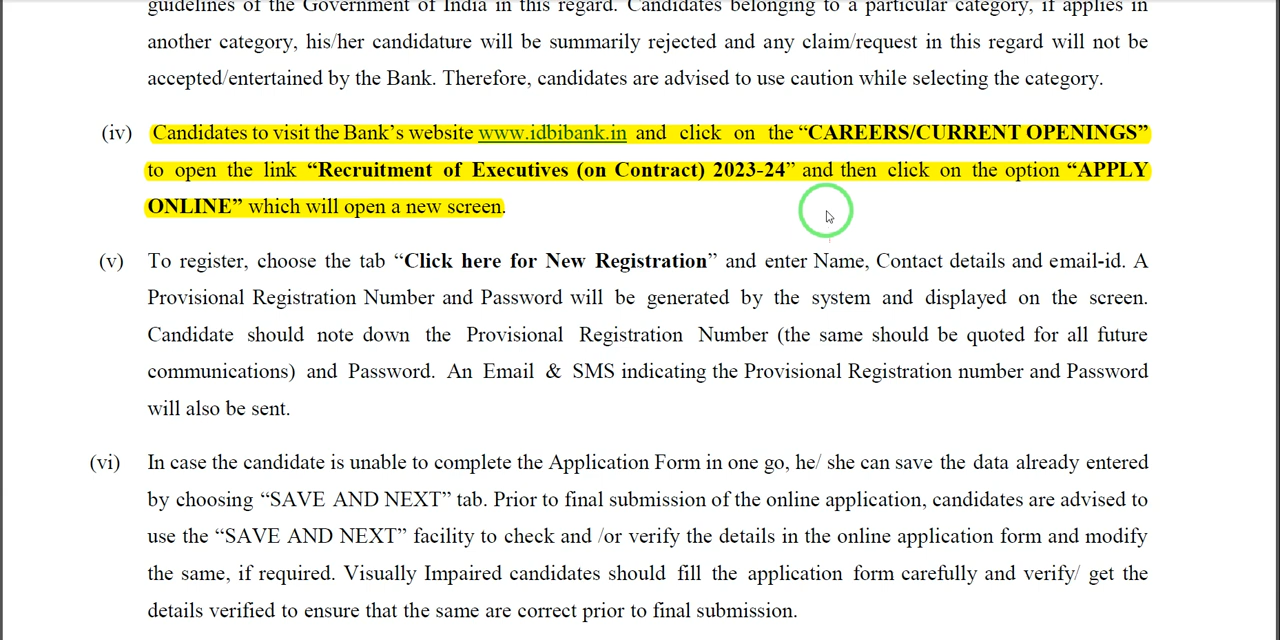 guidelines of the Government of India in this regard. Candidates belonging to a particular category, if applies in
another category, his/her candidature will be summarily rejected and any claim/request in this regard will not be
accepted/entertained by the Bank. Therefore, candidates are advised to use caution while selecting the category.
(iv) Candidates to visit the Bank’s website www.idbibank.in and click on the “CAREERS/CURRENT OPENINGS”
to open the link “Recruitment of Executives (on Contract) 2023-24” and then click on the option “APPLY
ONLINE” which will open a new screen.
(v) To register, choose the tab “Click here for New Registration” and enter Name, Contact details and email-id. A
Provisional Registration Number and Password will be generated by the system and displayed on the screen.
Candidate should note down the Provisional Registration Number (the same should be quoted for all future
communications) and Password. An Email & SMS indicating the Provisional Registration number and Password
will also be sent.
(vi) In case the candidate is unable to complete the Application Form in one go, he/ she can save the data already entered
by choosing “SAVE AND NEXT” tab. Prior to final submission of the online application, candidates are advised to
use the “SAVE AND NEXT” facility to check and /or verify the details in the online application form and modify
the same, if required. Visually Impaired candidates should fill the application form carefully and verify/ get the
details verified to ensure that the same are correct prior to final submission.